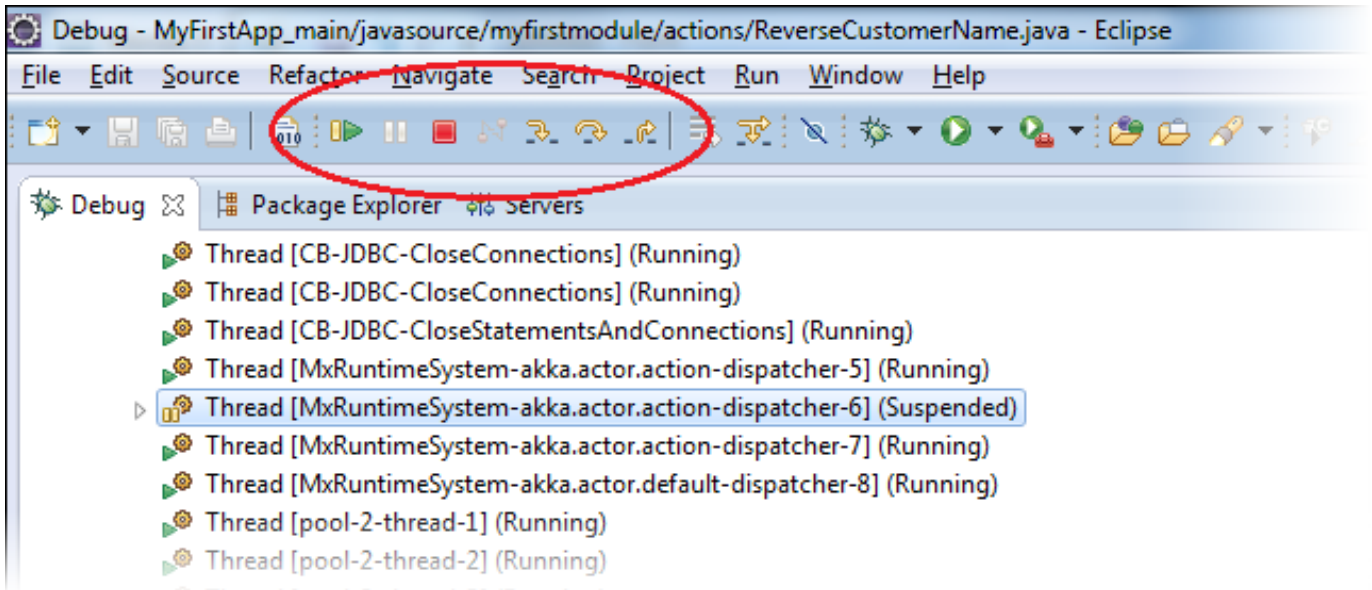 Debug - MyFirstApp_main/javasource/myfirstmodule/actions/ReverseCustomerName.java - Eclipse
File Edit Source Refactor Navigate Search Project Run Window Help
010
Debug Package Explorer Servers
Thread [CB-JDBC-CloseConnections] (Running)
Thread [CB-JDBC-CloseConnections] (Running)
Thread [CB-JDBC-CloseStatementsAndConnections] (Running)
Thread [MxRuntimeSystem-akka.actor.action-dispatcher-5] (Running)
Thread [MxRuntimeSystem-akka.actor.action-dispatcher-6] (Suspended)
Thread [MxRuntimeSystem-akka.actor.action-dispatcher-7] (Running)
Thread [MxRuntimeSystem-akka.actor.default-dispatcher-8] (Running)
Thread [pool-2-thread-1] (Running)
Thread [pool-2-thread-2] (Running)